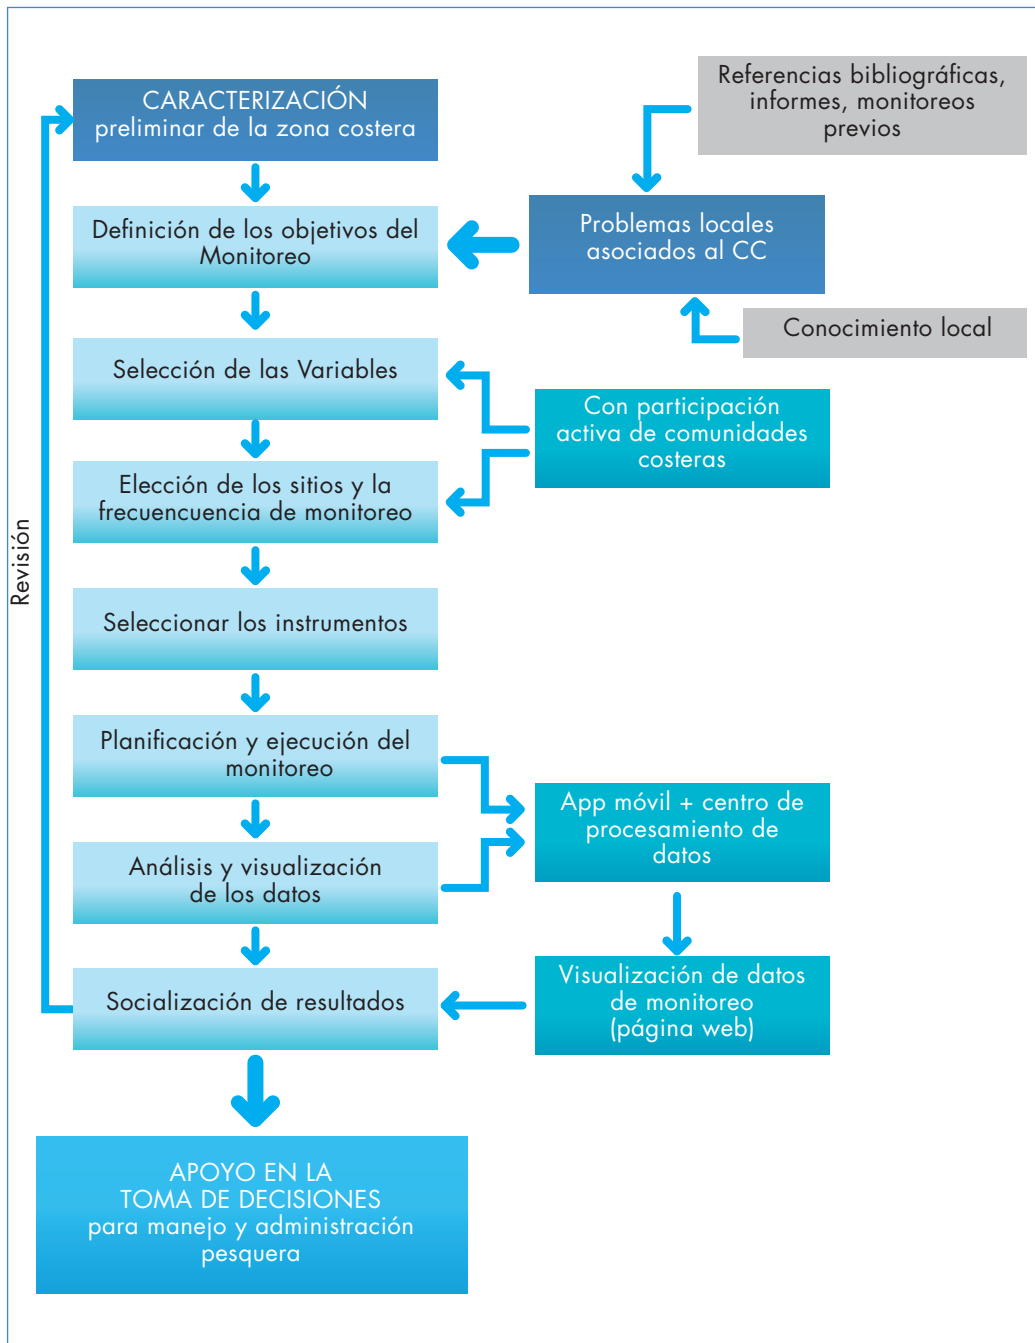 CARACTERIZACIÓN
preliminar de la zona costera
Referencias bibliográficas,
informes, monitoreos
previos
Definición de los objetivos del
Monitoreo
Problemas locales
asociados al CC
Conocimiento local
Selección de las Variables
Con participación
activa de comunidades
costeras
Elección de los sitios y la
frecuencuencia de monitoreo
Revisión
Seleccionar los instrumentos
Planificación y ejecución del
monitoreo
App móvil + centro de
procesamiento de
datos
Análisis y visualización
de los datos
Visualización de datos
de monitoreo
(página web)
Socialización de resultados
APOYO EN LA
TOMA DE DECISIONES
para manejo y administración
pesquera